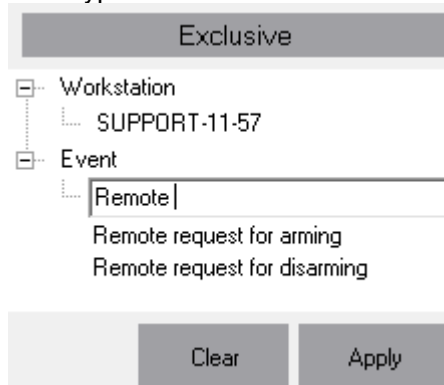 Exclusive
Workstation
SUPPORT-11-57
Event
Remote
Remote request for arming
Remote request for disarming
Clear Apply